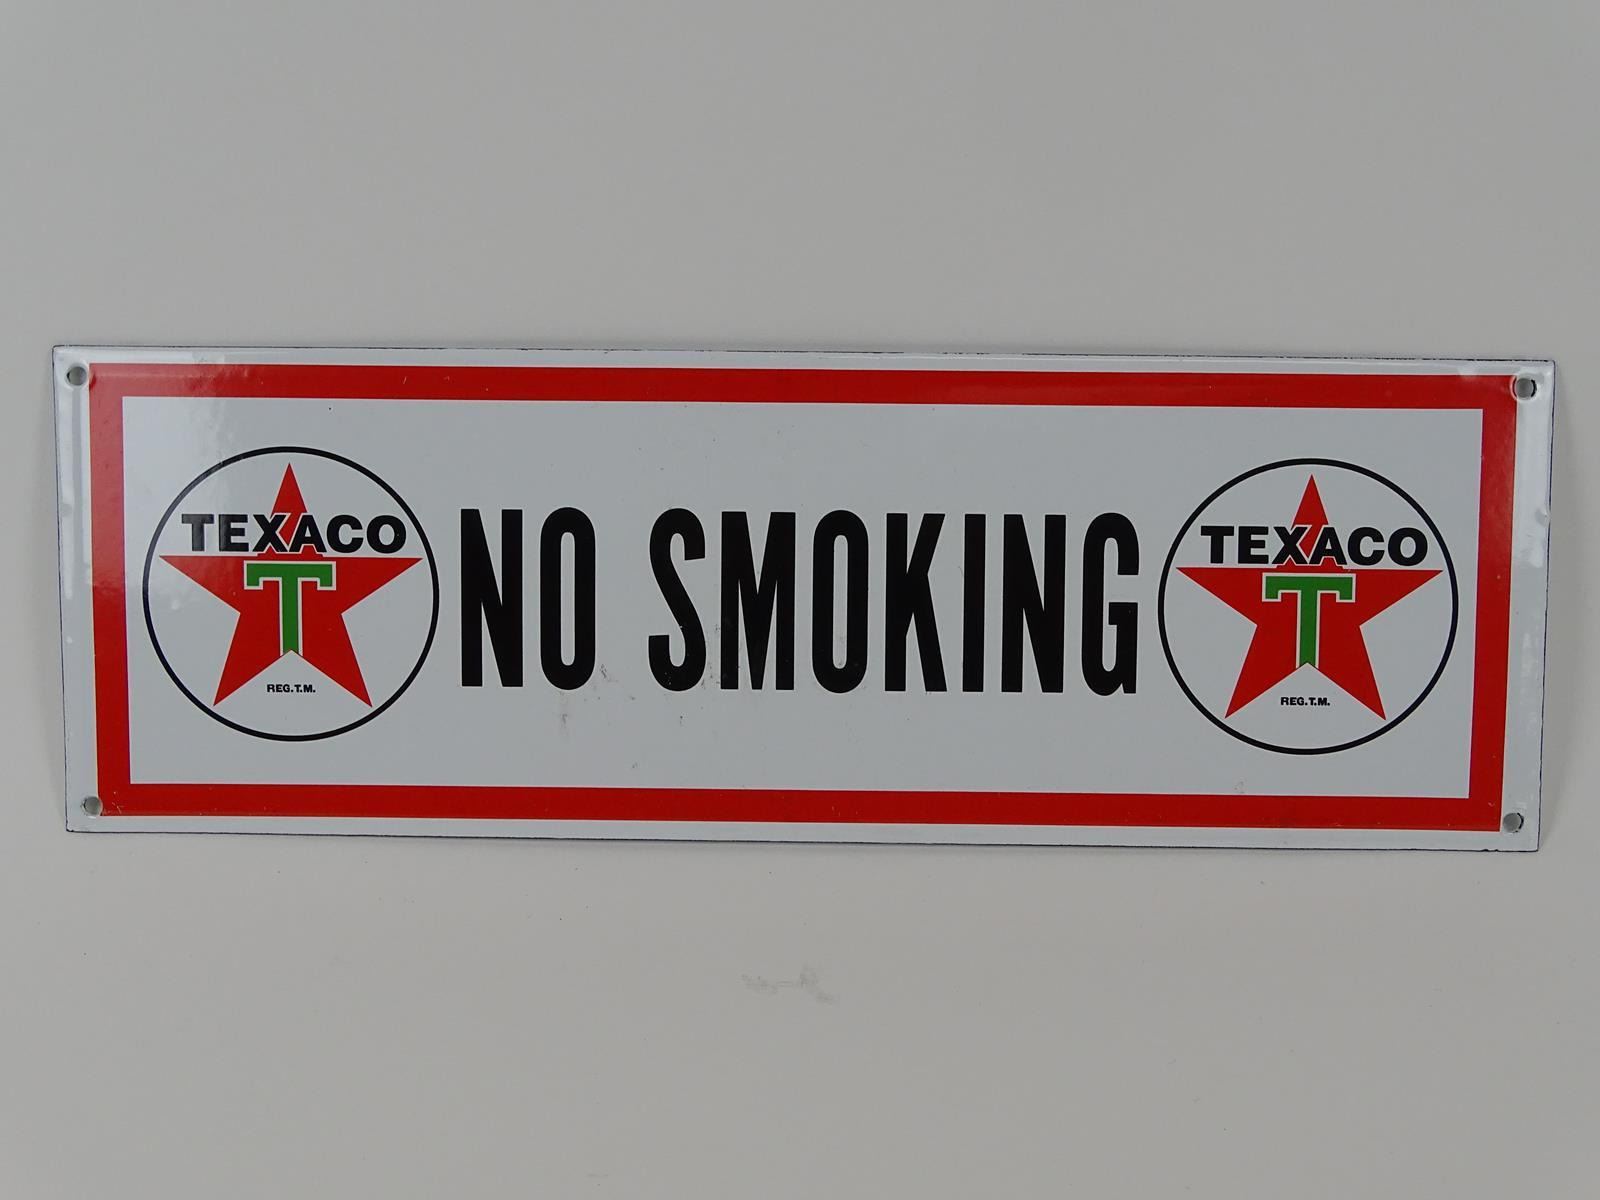 TEXACO
T
REG.T.M.
NO SMOKING
TEXACO
T
REG.T.M.